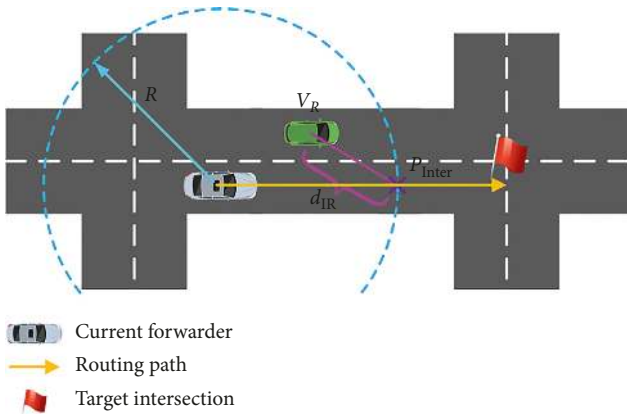 R
V_R
P_Inter
d_IR
Current forwarder
Routing path
Target intersection